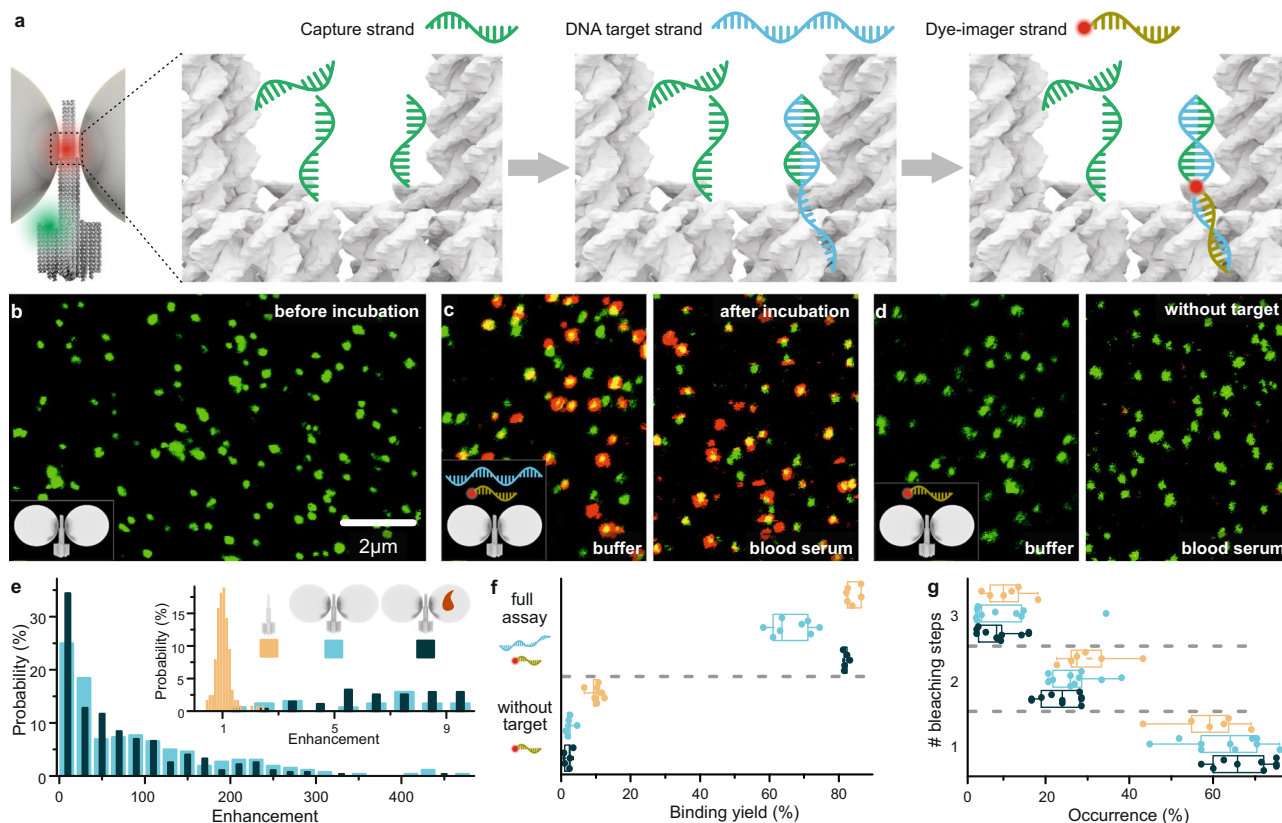 a
Capture strand
DNA target strand
Dye-imager strand
b
before incubation
2µm
c
buffer
after incubation
blood serum
d
buffer
without target
blood serum
e
Probability (%)
30
20
10
0
0
100
200
300
400
Enhancement
Probability (%)
15
10
5
0
1
5
9
Enhancement
f
full
assay
without
target
0
20
40
60
80
Binding yield (%)
g
# bleaching steps
3
2
1
0
20
40
60
Occurrence (%)